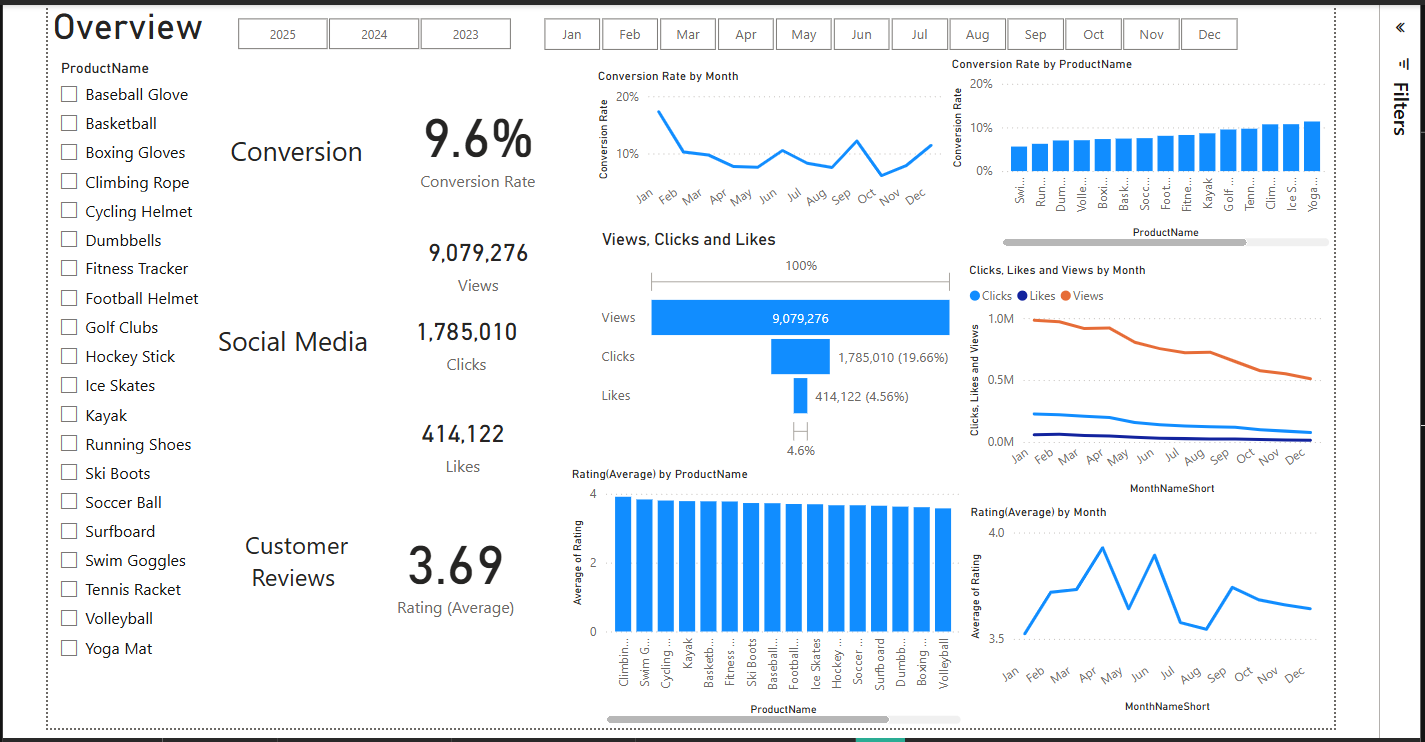 Overview
2025 2024 2023
Jan Feb Mar Apr May Jun Jul Aug Sep Oct Nov Dec
Filters
ProductName
Baseball Glove
Basketball
Boxing Gloves
Climbing Rope
Cycling Helmet
Dumbbells
Fitness Tracker
Football Helmet
Golf Clubs
Hockey Stick
Ice Skates
Kayak
Running Shoes
Ski Boots
Soccer Ball
Surfboard
Swim Goggles
Tennis Racket
Volleyball
Yoga Mat
Conversion
9.6%
Conversion Rate
Social Media
9,079,276
Views
1,785,010
Clicks
414,122
Likes
Customer
Reviews
3.69
Rating (Average)
Conversion Rate by Month
Conversion Rate
20%
10%
Jan Feb Mar Apr May Jun Jul Aug Sep Oct Nov Dec
Conversion Rate by ProductName
Conversion Rate
20%
10%
0%
Swi... Run... Dum... Volle... Boxi... Bask... Socc... Foot... Fitne... Kayak Golf ... Tenn... Clim... Ice S... Yoga...
ProductName
Views, Clicks and Likes
100%
Views 9,079,276
Clicks 1,785,010 (19.66%)
Likes 414,122 (4.56%)
4.6%
Clicks, Likes and Views by Month
Clicks Likes Views
Clicks, Likes and Views
1.0M
0.5M
0.0M
Jan Feb Mar Apr May Jun Jul Aug Sep Oct Nov Dec
MonthNameShort
Rating(Average) by ProductName
Average of Rating
4
2
0
Climbin... Swim G... Cycling ... Kayak Basketb... Fitness ... Ski Boots Baseball... Football... Ice Skates Hockey ... Soccer ... Surfboard Dumbb... Boxing ... Volleyball
ProductName
Rating(Average) by Month
Average of Rating
4.0
3.5
Jan Feb Mar Apr May Jun Jul Aug Sep Oct Nov Dec
MonthNameShort